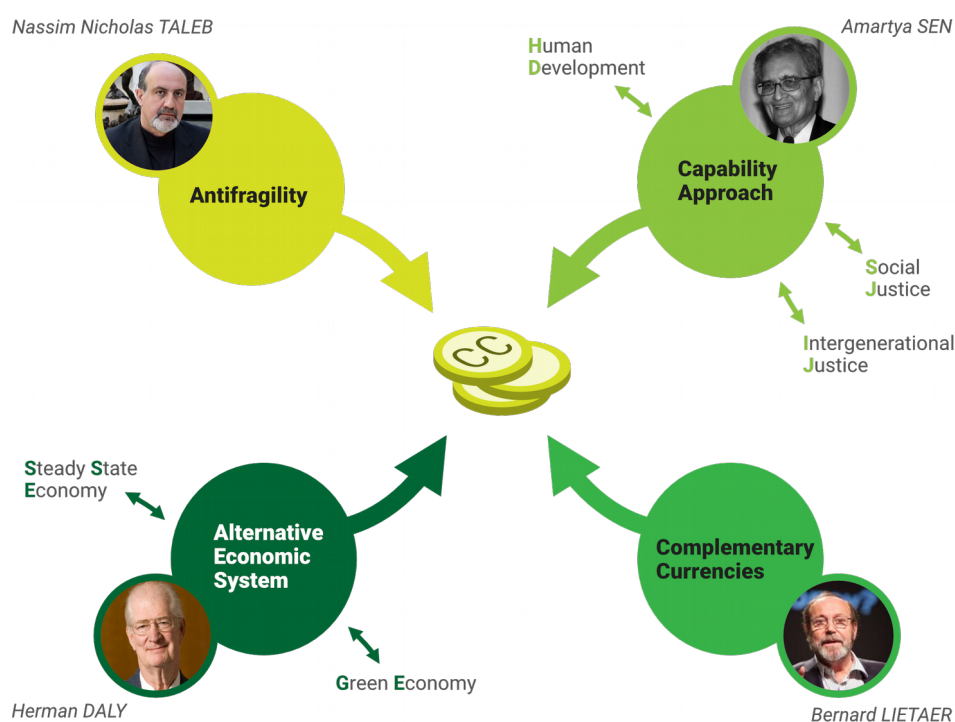 Nassim Nicholas TALEB
Amartya SEN
Human
Development
Antifragility
Capability
Approach
Social
Justice
Intergenerational
Justice
CC
Steady State
Economy
Alternative
Economic
System
Complementary
Currencies
Green Economy
Herman DALY
Bernard LIETAER